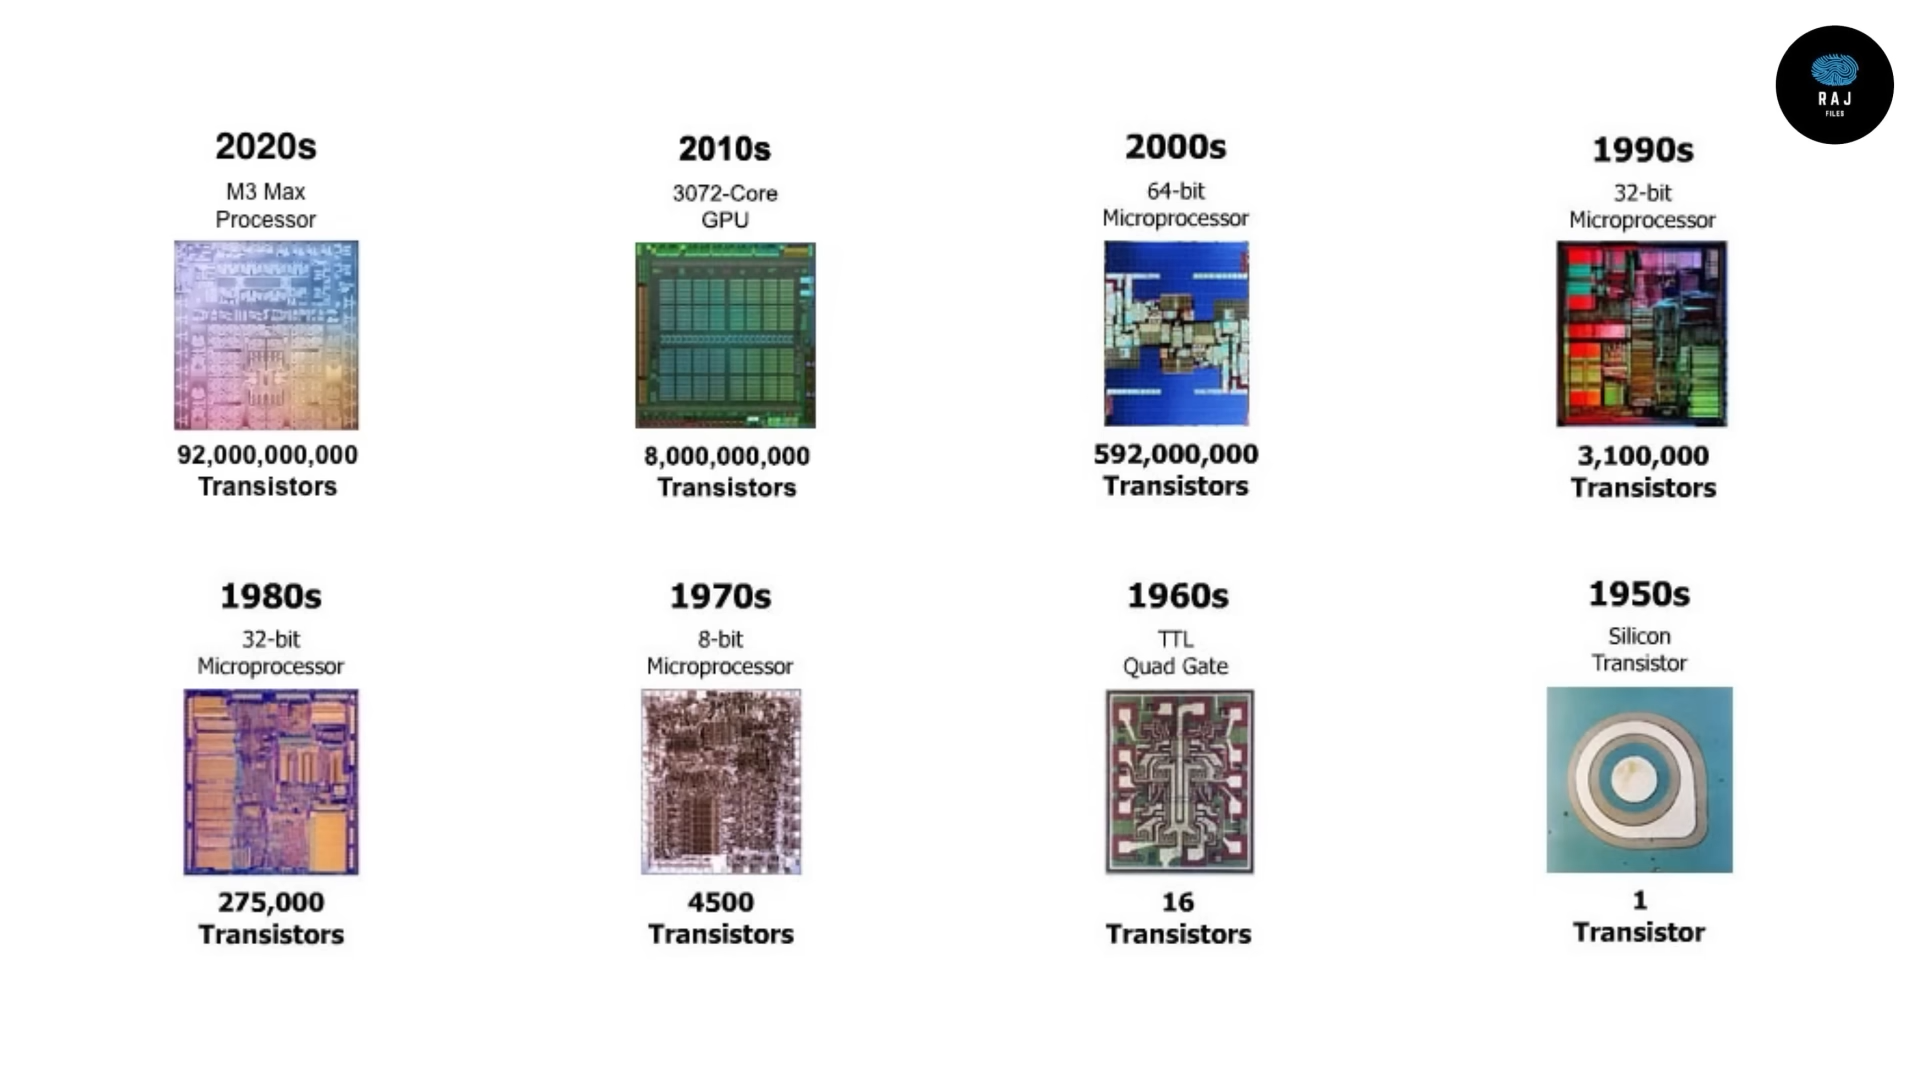 RAJ
FILES
2020s
M3 Max
Processor
92,000,000,000
Transistors
2010s
3072-Core
GPU
8,000,000,000
Transistors
2000s
64-bit
Microprocessor
592,000,000
Transistors
1990s
32-bit
Microprocessor
3,100,000
Transistors
1980s
32-bit
Microprocessor
275,000
Transistors
1970s
8-bit
Microprocessor
4500
Transistors
1960s
TTL
Quad Gate
16
Transistors
1950s
Silicon
Transistor
1
Transistor